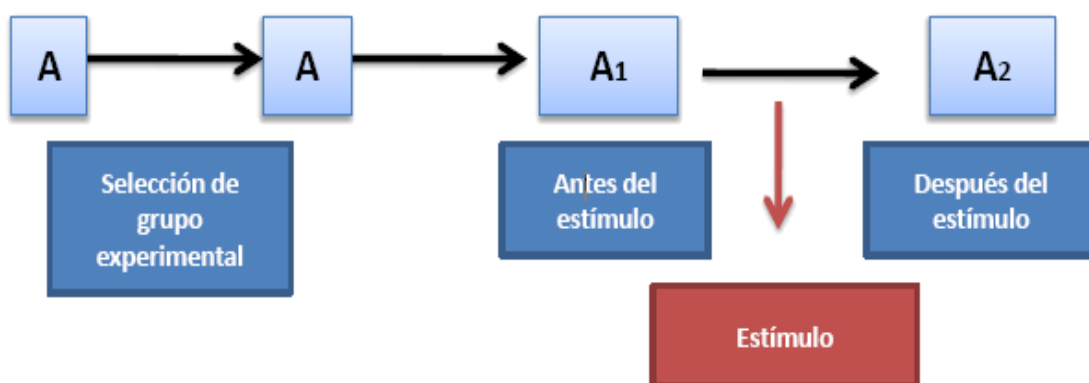 A
A
A1
A2
Selección de
grupo
experimental
Antes del
estímulo
Después del
estímulo
Estímulo